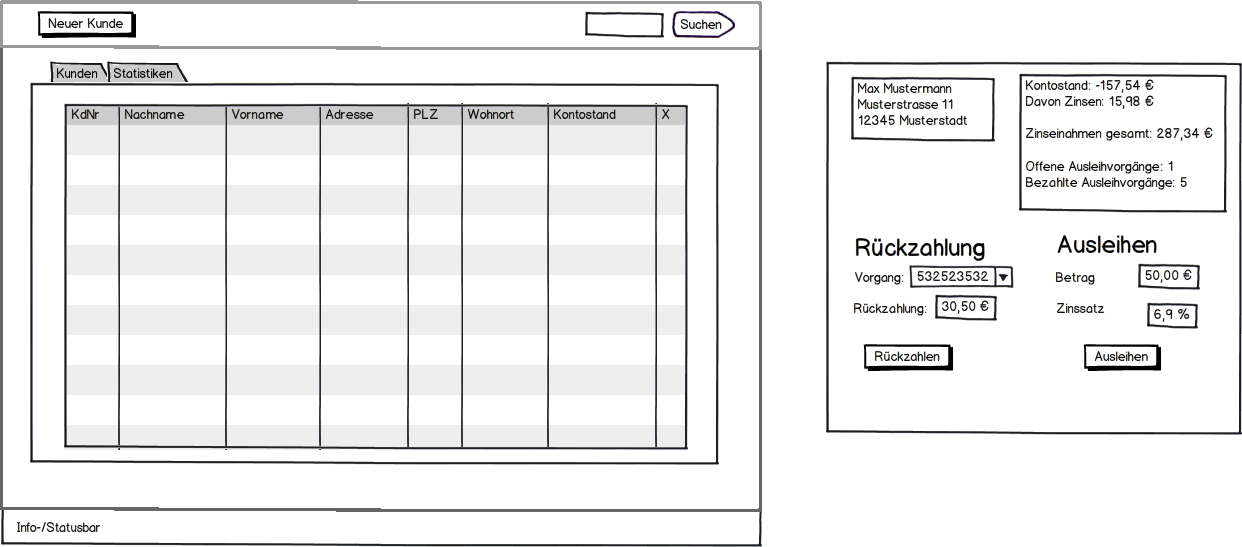 Neuer Kunde
Suchen
Kunden
Statistiken
KdNr
Nachname
Vorname
Adresse
PLZ
Wohnort
Kontostand
X
Info-/Statusbar
Max Mustermann
Musterstrasse 11
12345 Musterstadt
Kontostand: -157,54 €
Davon Zinsen: 15,98 €
Zinseinahmen gesamt: 287,34 €
Offene Ausleihvorgänge: 1
Bezahlte Ausleihvorgänge: 5
Rückzahlung
Vorgang: 532523532
Rückzahlung: 30,50 €
Rückzahlen
Ausleihen
Betrag 50,00 €
Zinssatz 6,9 %
Ausleihen